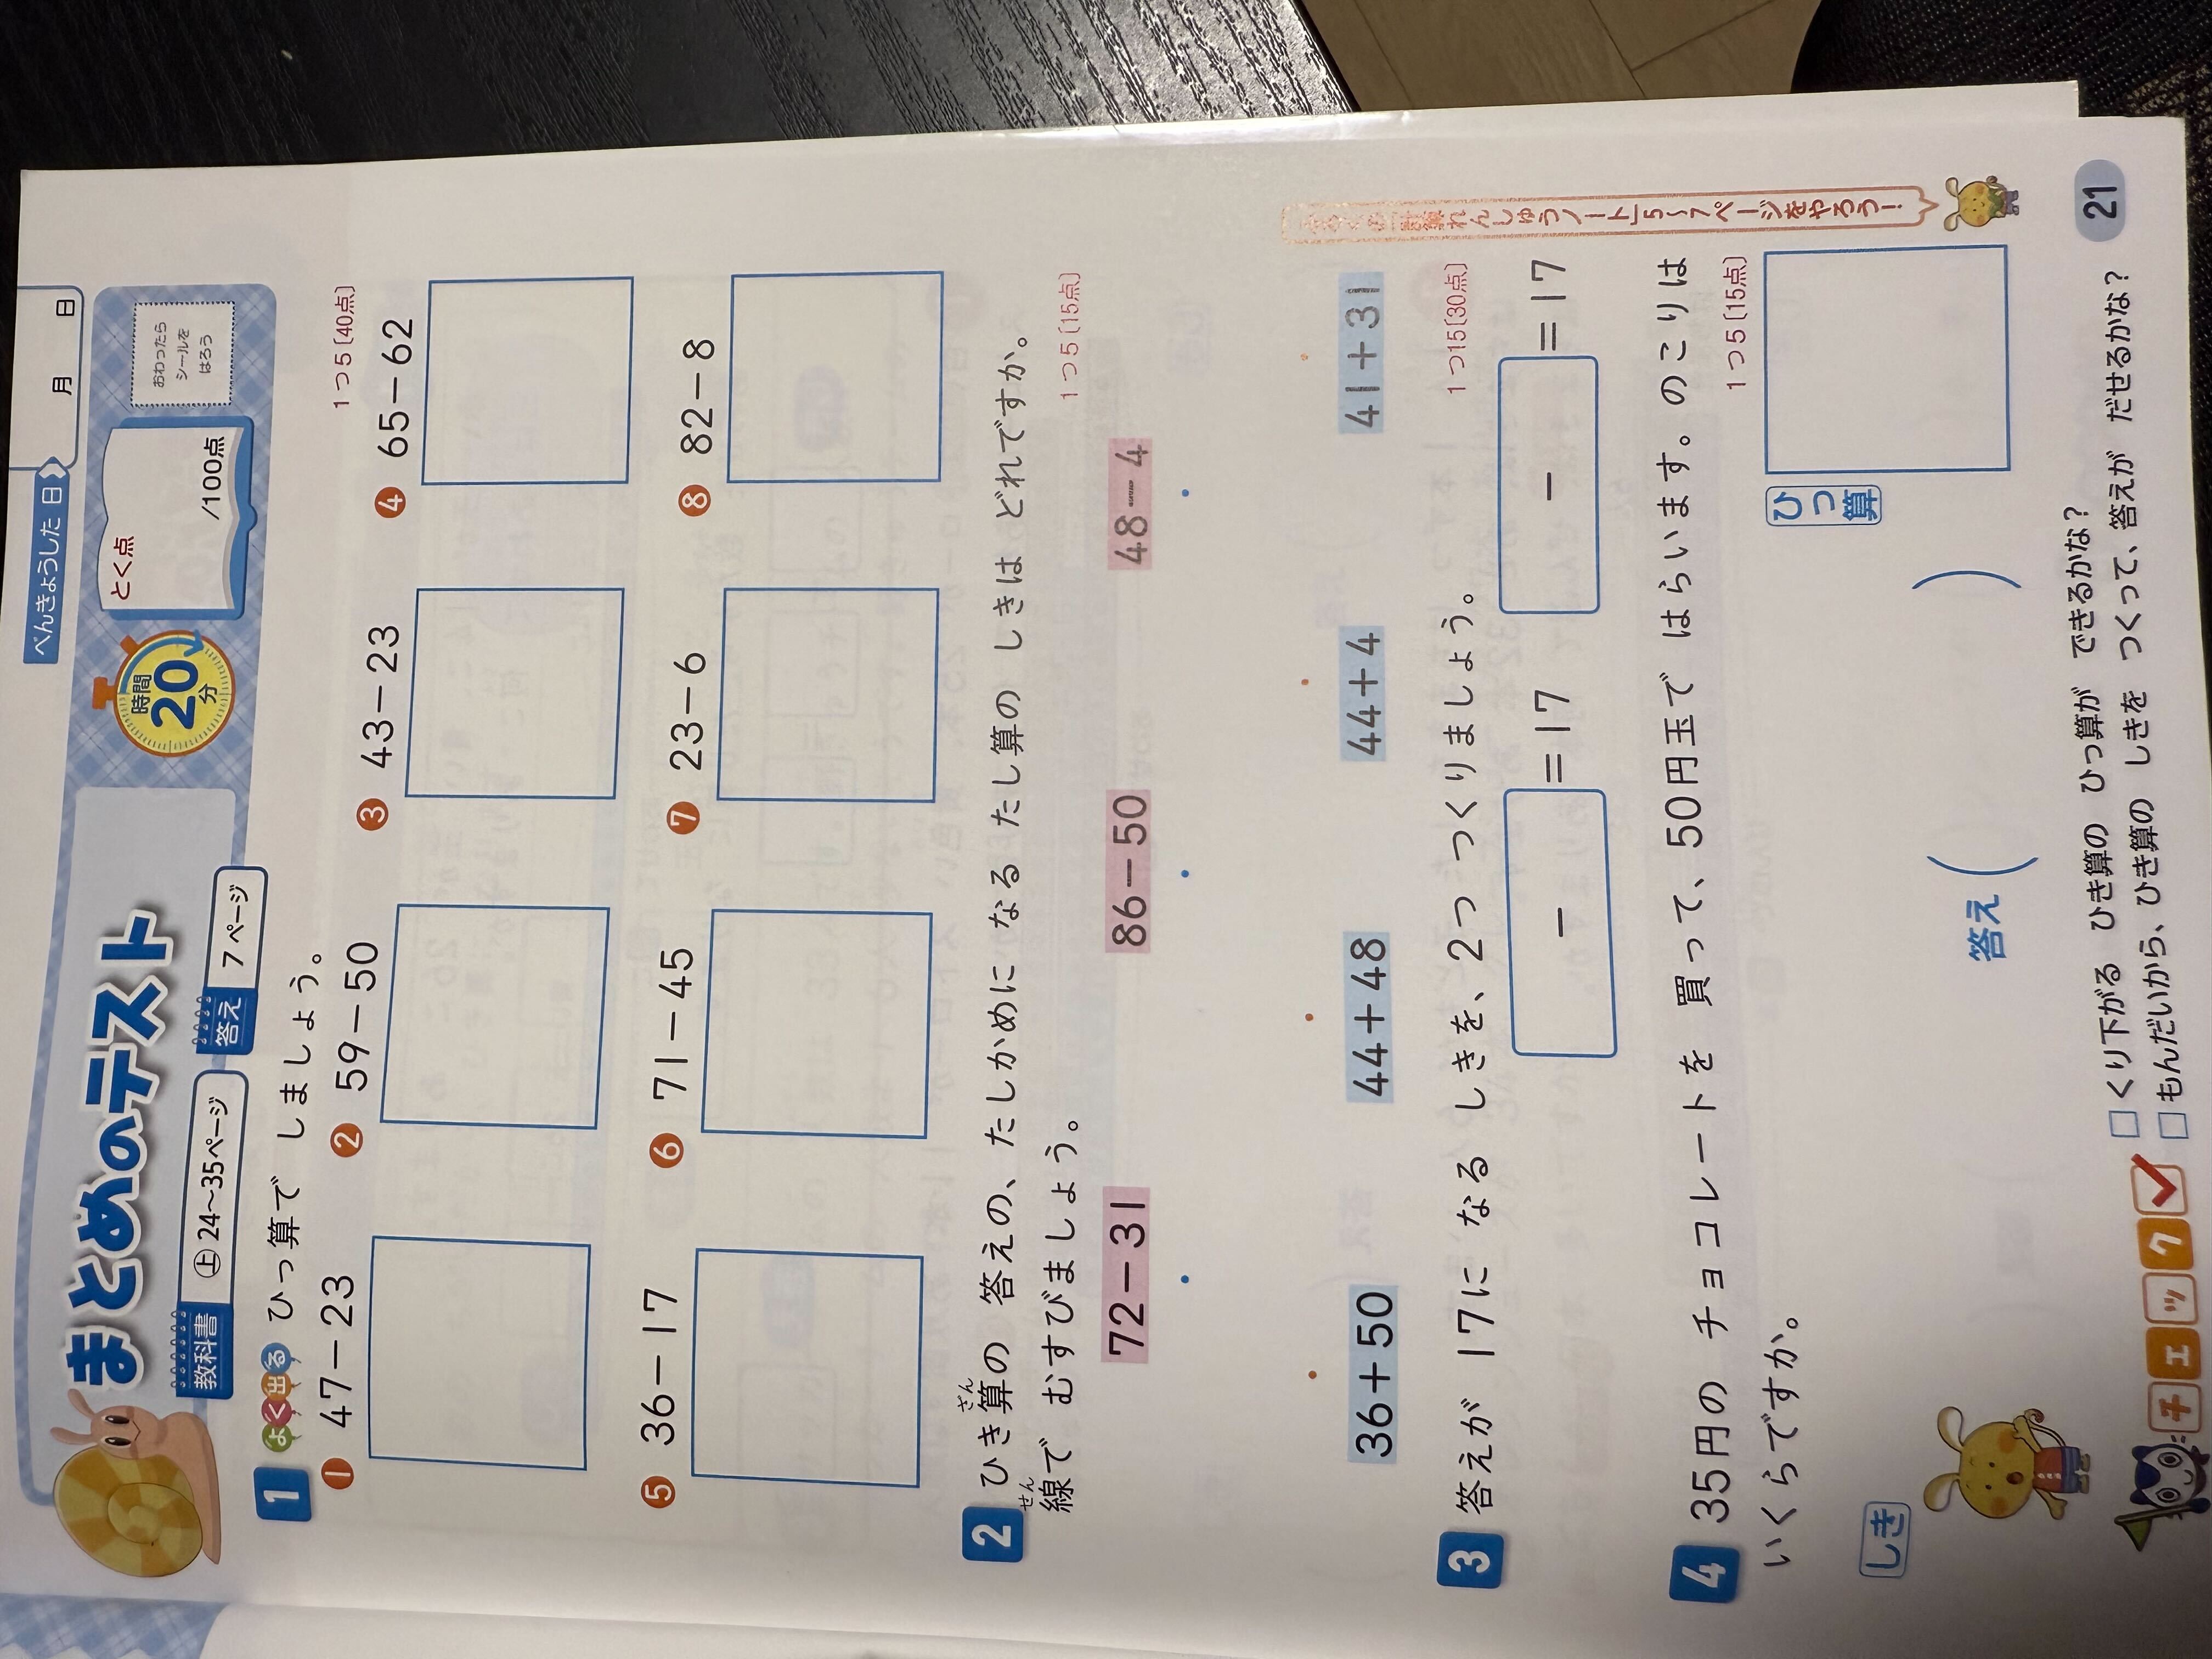 べんきょうした 日
月 日
まとめのテスト
教科書 上 24〜35ページ
答え 7ページ
時間 20分
とく点
/100点
おわったら
シールを
はろう
1 よく出る ひっ算で しましょう。
1つ5〔40点〕
❶ 47−23
❷ 59−50
❸ 43−23
❹ 65−62
❺ 36−17
❻ 71−45
❼ 23−6
❽ 82−8
2 ひき算の 答えの、たしかめに なる たし算の しきは どれですか。
ざん
せん
線で むすびましょう。
1つ5〔15点〕
72−31 86−50 48−4
36+50 44+48 44+4 41+31
3 答えが 17に なる しきを、2つ つくりましょう。
1つ15〔30点〕
− =17 − =17
4 35円の チョコレートを 買って、50円玉で はらいます。のこりは
いくらですか。
1つ5〔15点〕
しき
ひっ算
答え ( )
チェック
□くり下がる ひき算の ひっ算が できるかな?
□もんだいから、ひき算の しきを つくって、答えが だせるかな?
計算れんしゅうノート」5〜7ページをやろう!
21